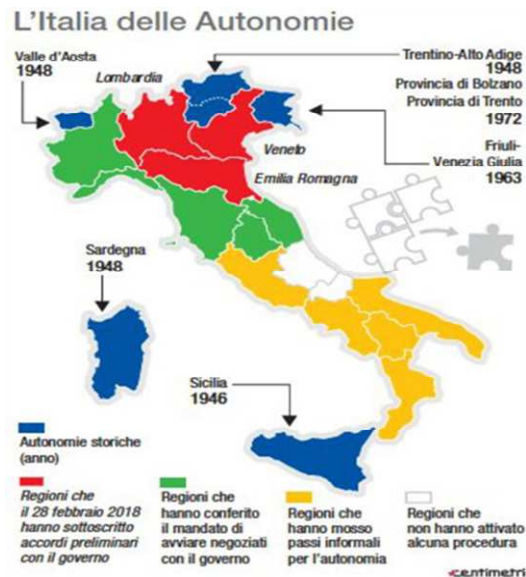 L'Italia delle Autonomie
Valle d'Aosta
1948
Lombardia
Trentino-Alto Adige
1948
Provincia di Bolzano
Provincia di Trento
1972
Friuli-
Venezia Giulia
1963
Veneto
Emilia Romagna
Sardegna
1948
Sicilia
1946
Autonomie storiche
(anno)
Regioni che
il 28 febbraio 2018
hanno sottoscritto
accordi preliminari
con il governo
Regioni che
hanno conferito
il mandato di
avviare negoziati
con il governo
Regioni che
hanno mosso
passi informali
per l'autonomia
Regioni che
non hanno attivato
alcuna procedura
centimetri